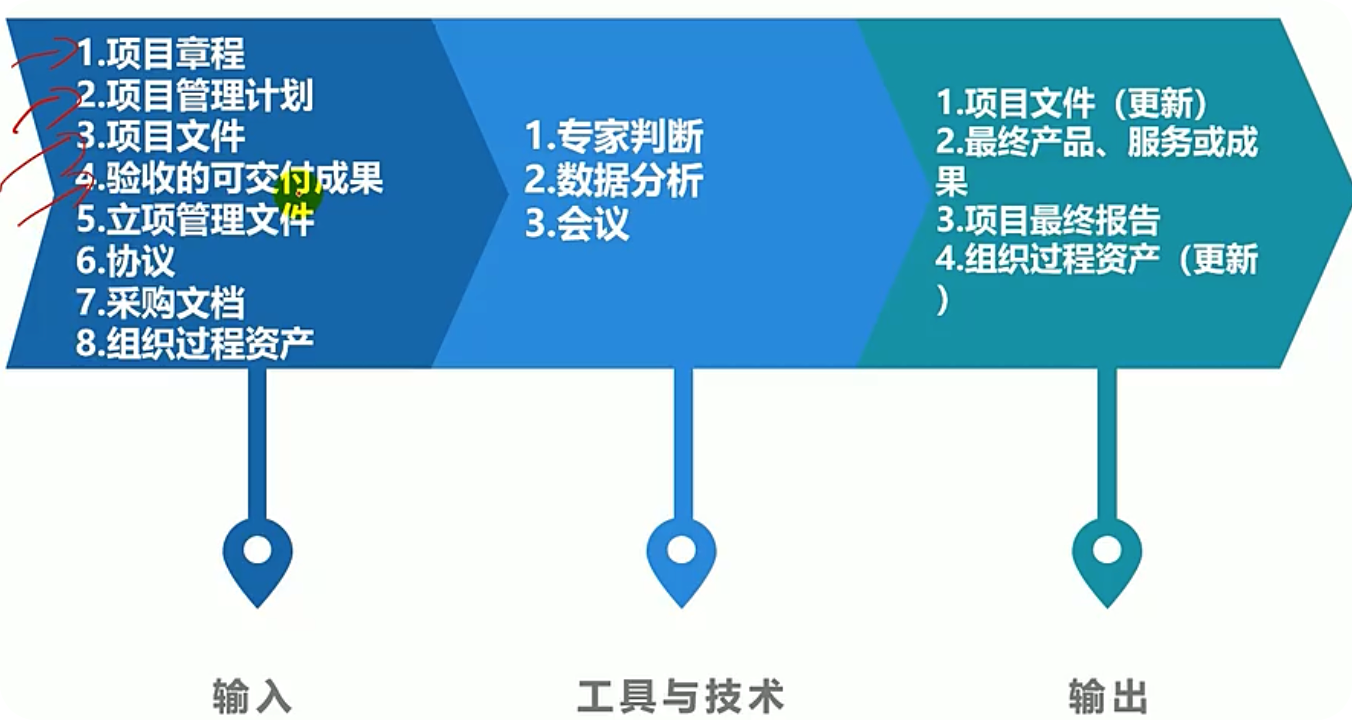 1.项目章程
2.项目管理计划
3.项目文件
4.验收的可交付成果
5.立项管理文件
6.协议
7.采购文档
8.组织过程资产
1.专家判断
2.数据分析
3.会议
1.项目文件（更新）
2.最终产品、服务或成
果
3.项目最终报告
4.组织过程资产（更新
）
输入
工具与技术
输出